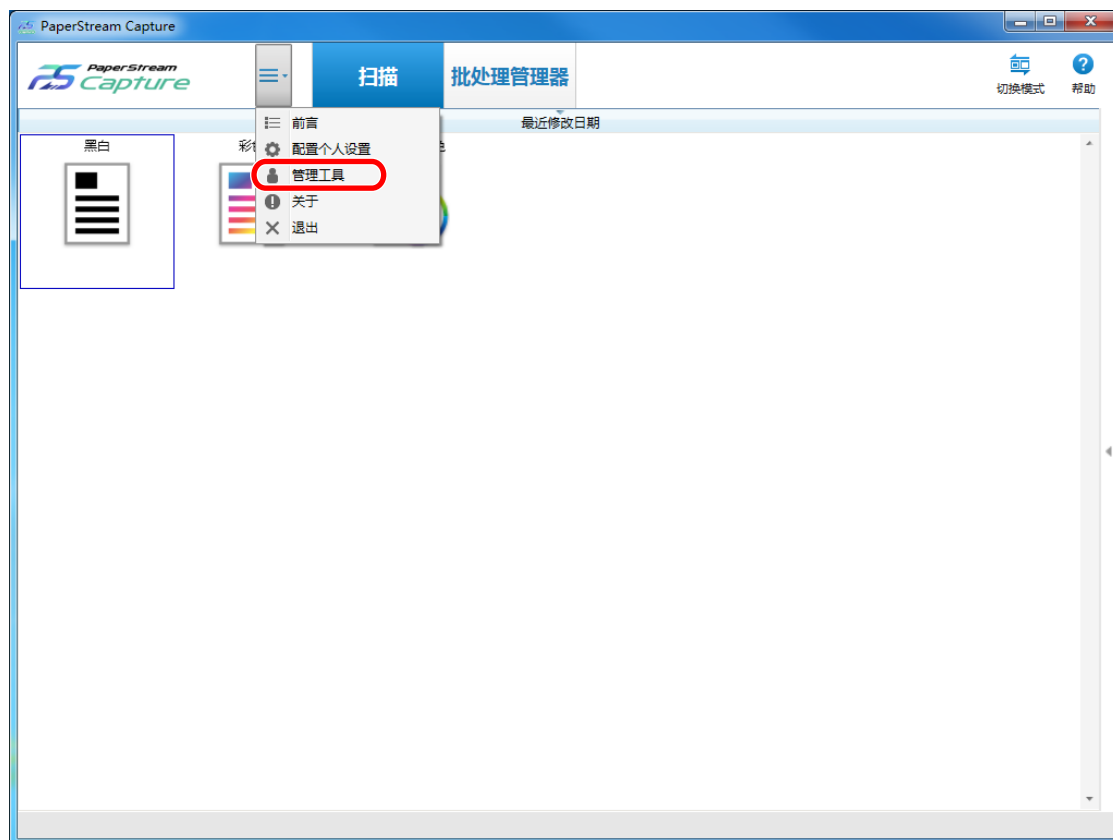 PaperStream Capture
PaperStream
Capture
扫描
批处理管理器
切换模式
帮助
最近修改日期
前言
配置个人设置
管理工具
关于
退出
黑白